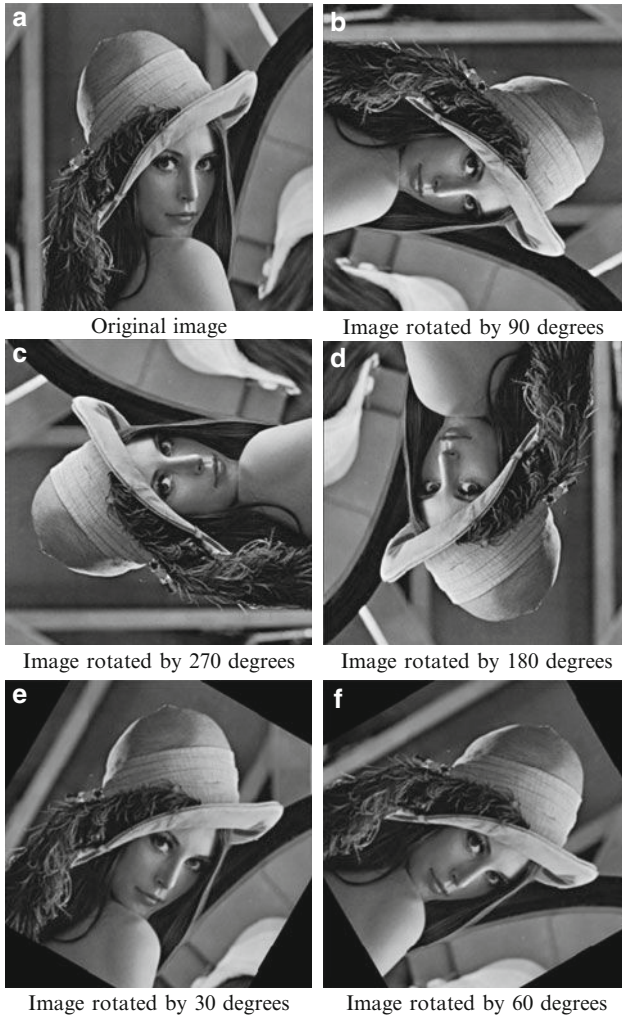 a
b
Original image
Image rotated by 90 degrees
c
d
Image rotated by 270 degrees
Image rotated by 180 degrees
e
f
Image rotated by 30 degrees
Image rotated by 60 degrees